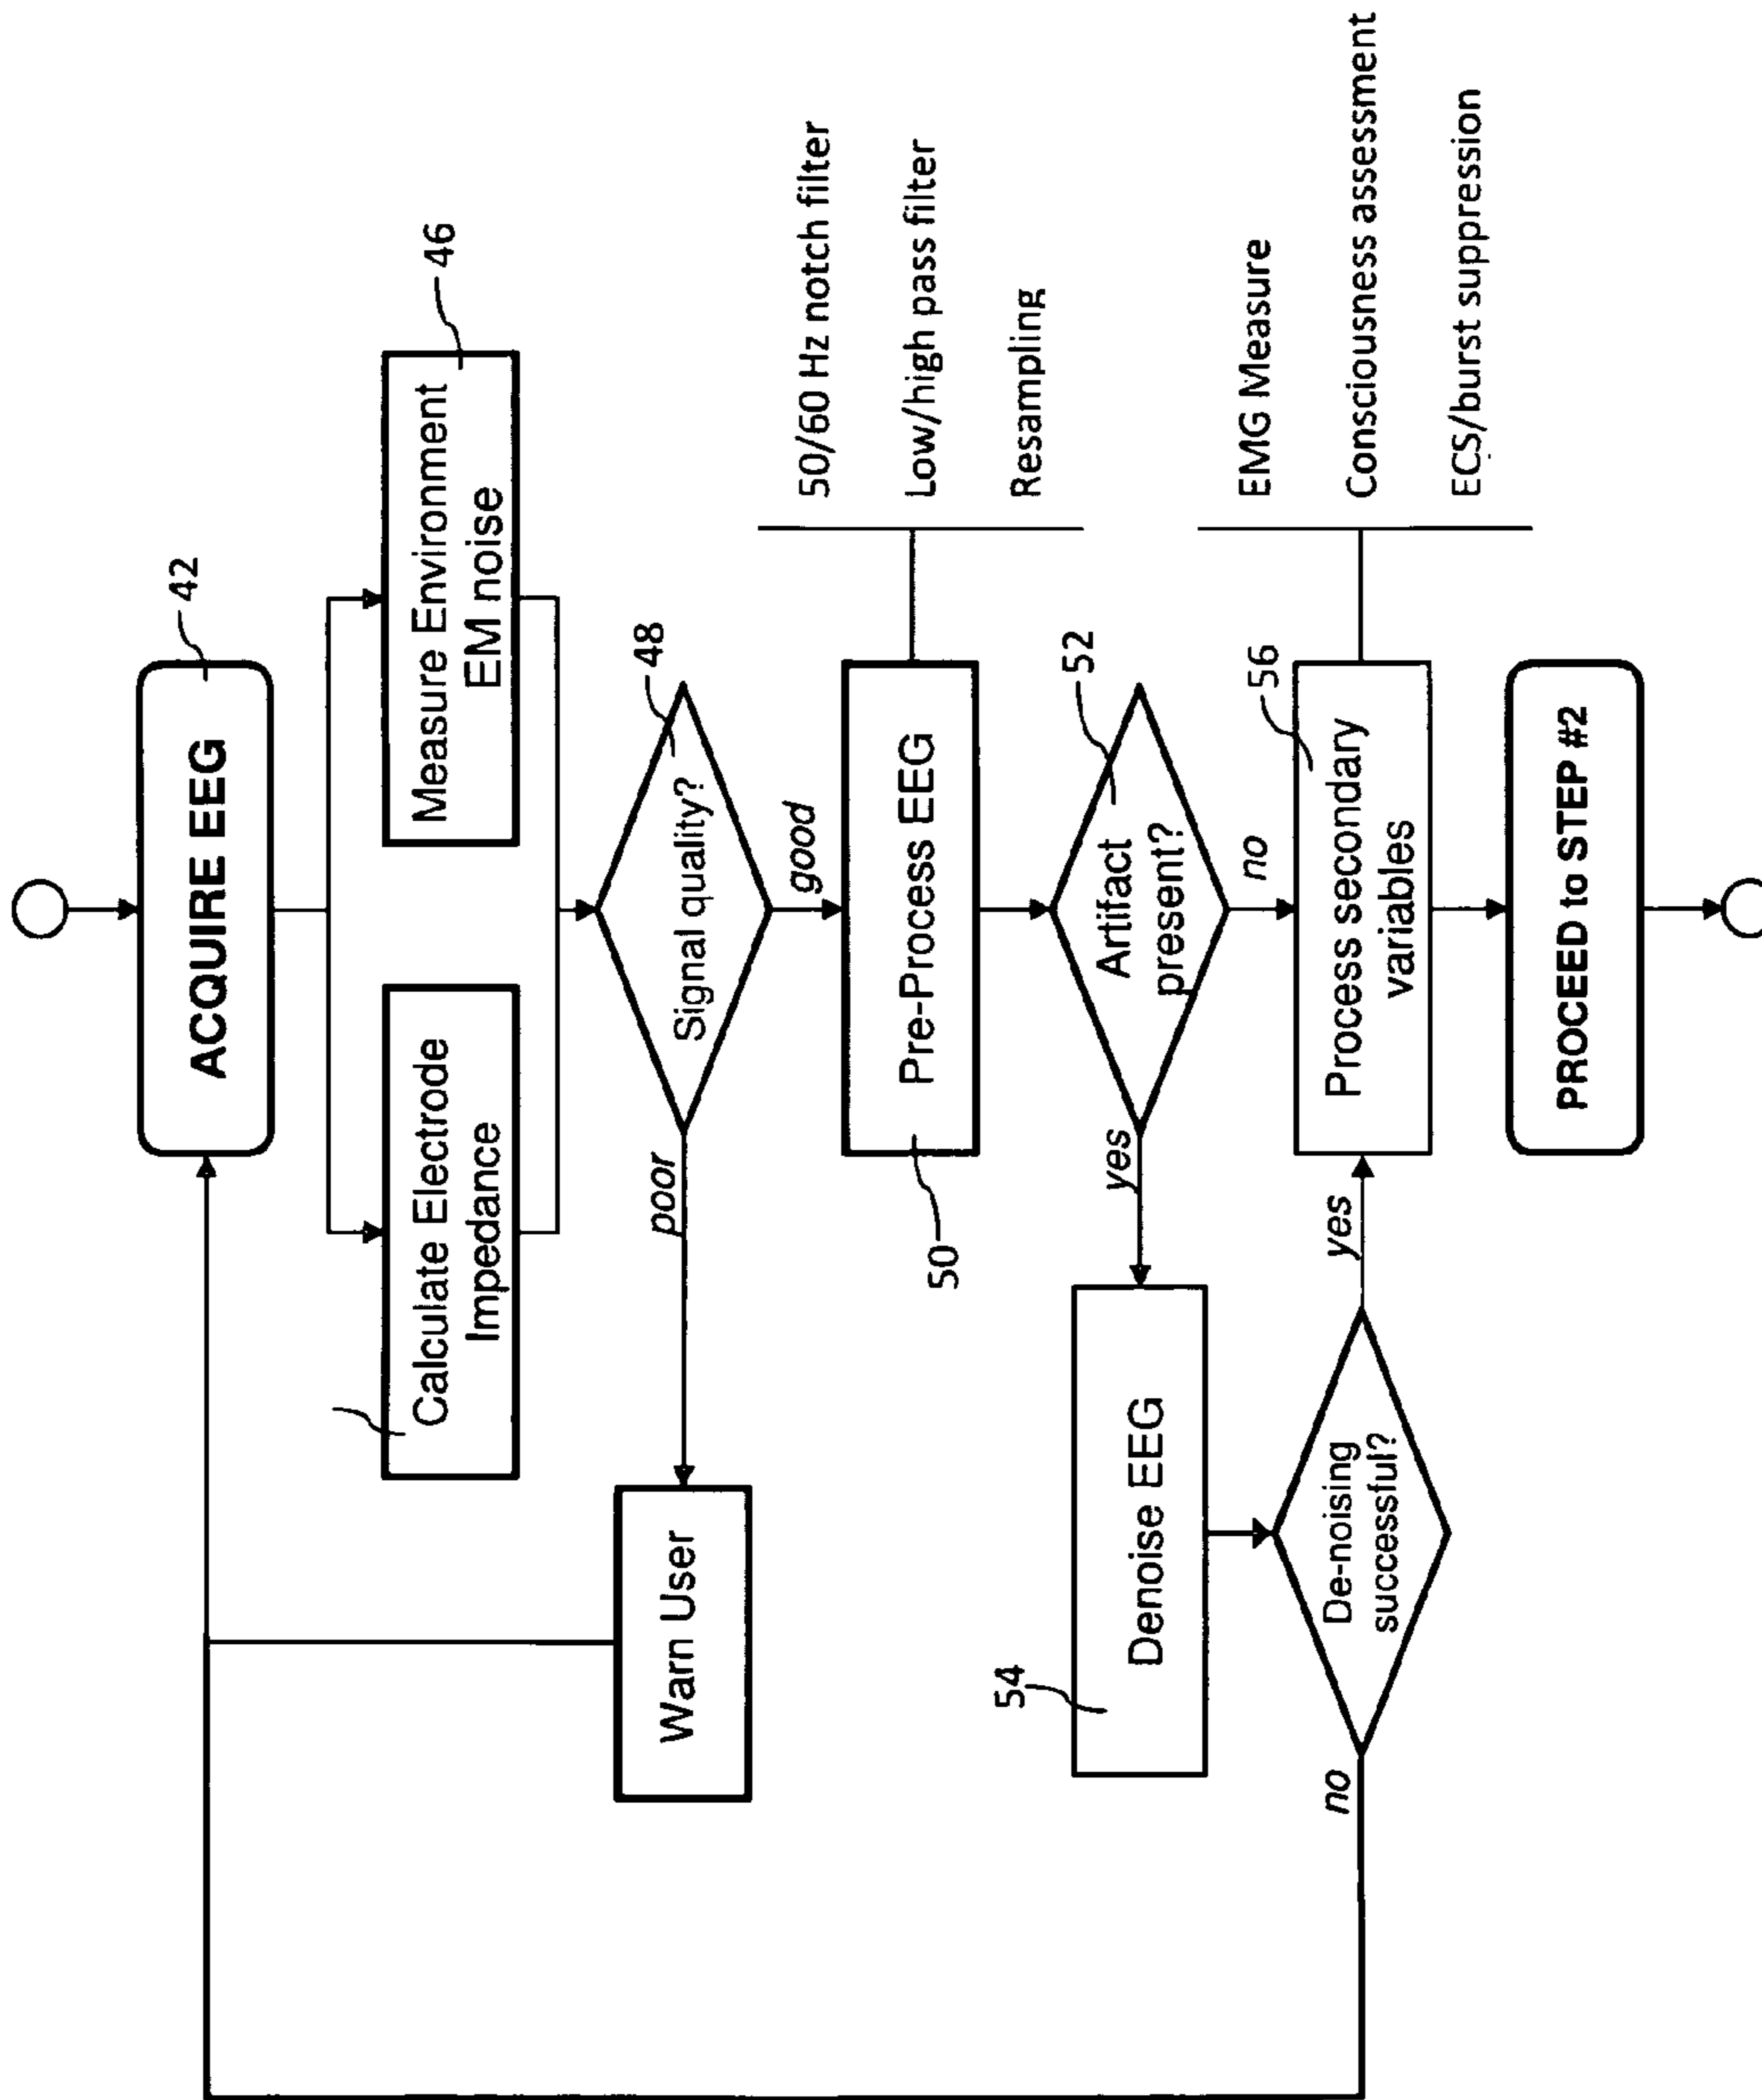 42
ACQUIRE EEG
46
Calculate Electrode
Impedance
Measure Environment
EM noise
48
Signal quality?
poor
good
Warn User
50
Pre-Process EEG
50/60 Hz notch filter
Low/high pass filter
Resampling
52
Artifact
present?
yes
no
54
Denoise EEG
De-noising
successful?
no
yes
56
Process secondary
variables
EMG Measure
Consciousness assessment
ECS/burst suppression
PROCEED to STEP #2